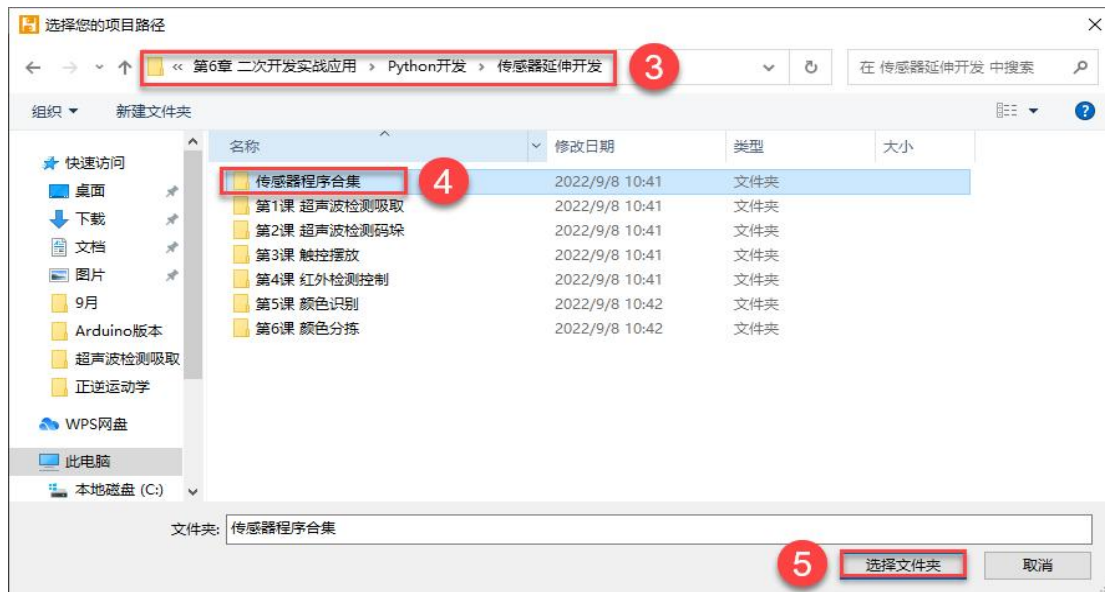 选择您的项目路径
« 第6章 二次开发实战应用 › Python开发 › 传感器延伸开发
3
在 传感器延伸开发 中搜索
组织 新建文件夹
名称 修改日期 类型 大小
快速访问
桌面
下载
文档
图片
9月
Arduino版本
超声波检测吸取
正逆运动学
WPS网盘
此电脑
本地磁盘 (C:)
传感器程序合集 4 2022/9/8 10:41 文件夹
第1课 超声波检测吸取 2022/9/8 10:41 文件夹
第2课 超声波检测码垛 2022/9/8 10:41 文件夹
第3课 触控摆放 2022/9/8 10:41 文件夹
第4课 红外检测控制 2022/9/8 10:41 文件夹
第5课 颜色识别 2022/9/8 10:42 文件夹
第6课 颜色分拣 2022/9/8 10:42 文件夹
文件夹: 传感器程序合集
5 选择文件夹 取消